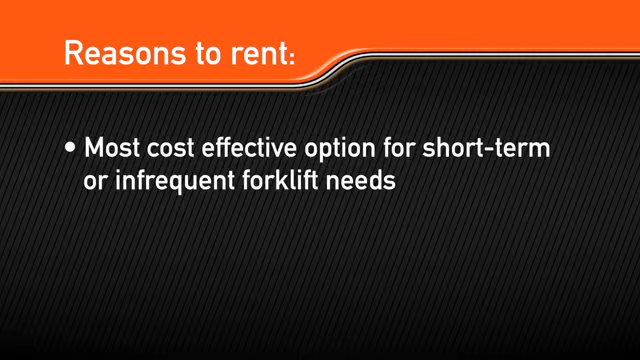 Reasons to rent:
• Most cost effective option for short-term
or infrequent forklift needs